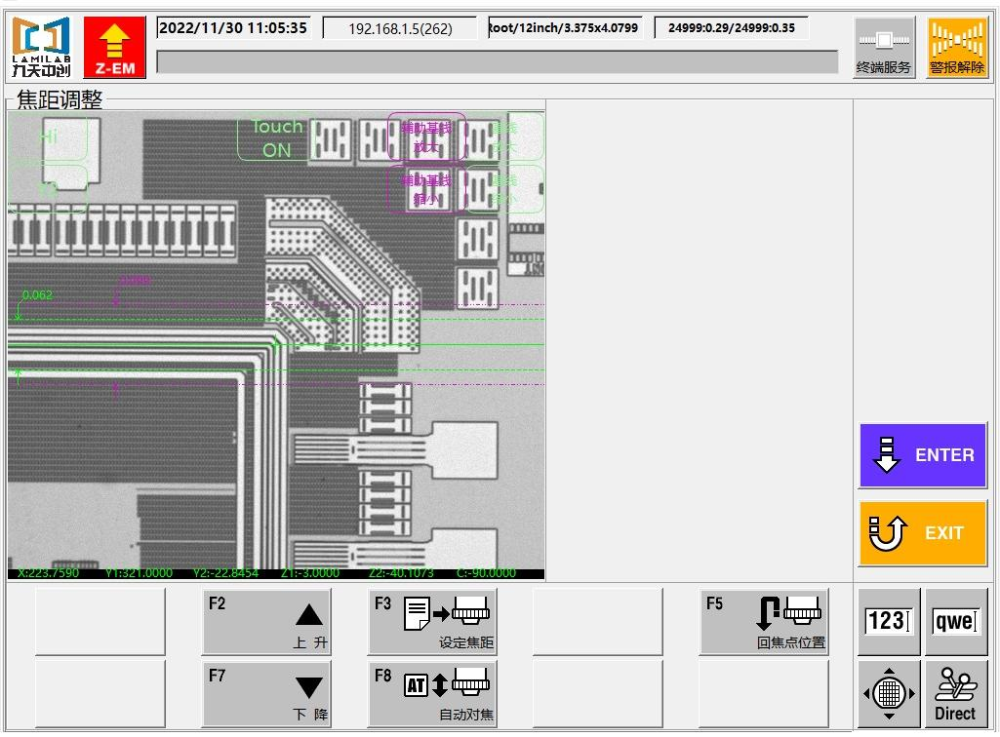 LAMILAB
九天中创
Z-EM
2022/11/30 11:05:35
192.168.1.5(262)
Root/12inch/3.375x4.0799
24999:0.29/24999:0.35
终端服务
警报解除
焦距调整
Hi
Touch
ON
辅助基线
放大
基线
放大
辅助基线
缩小
基线
缩小
0.062
X:223.7590 Y1:321.0000 Y2:-22.8454 Z1:-3.0000 Z2:-40.1073 C:-90.0000
ENTER
EXIT
F2
上 升
F3
设定焦距
F5
回焦点位置
123
qwe
F7
下 降
F8
AT
自动对焦
Direct